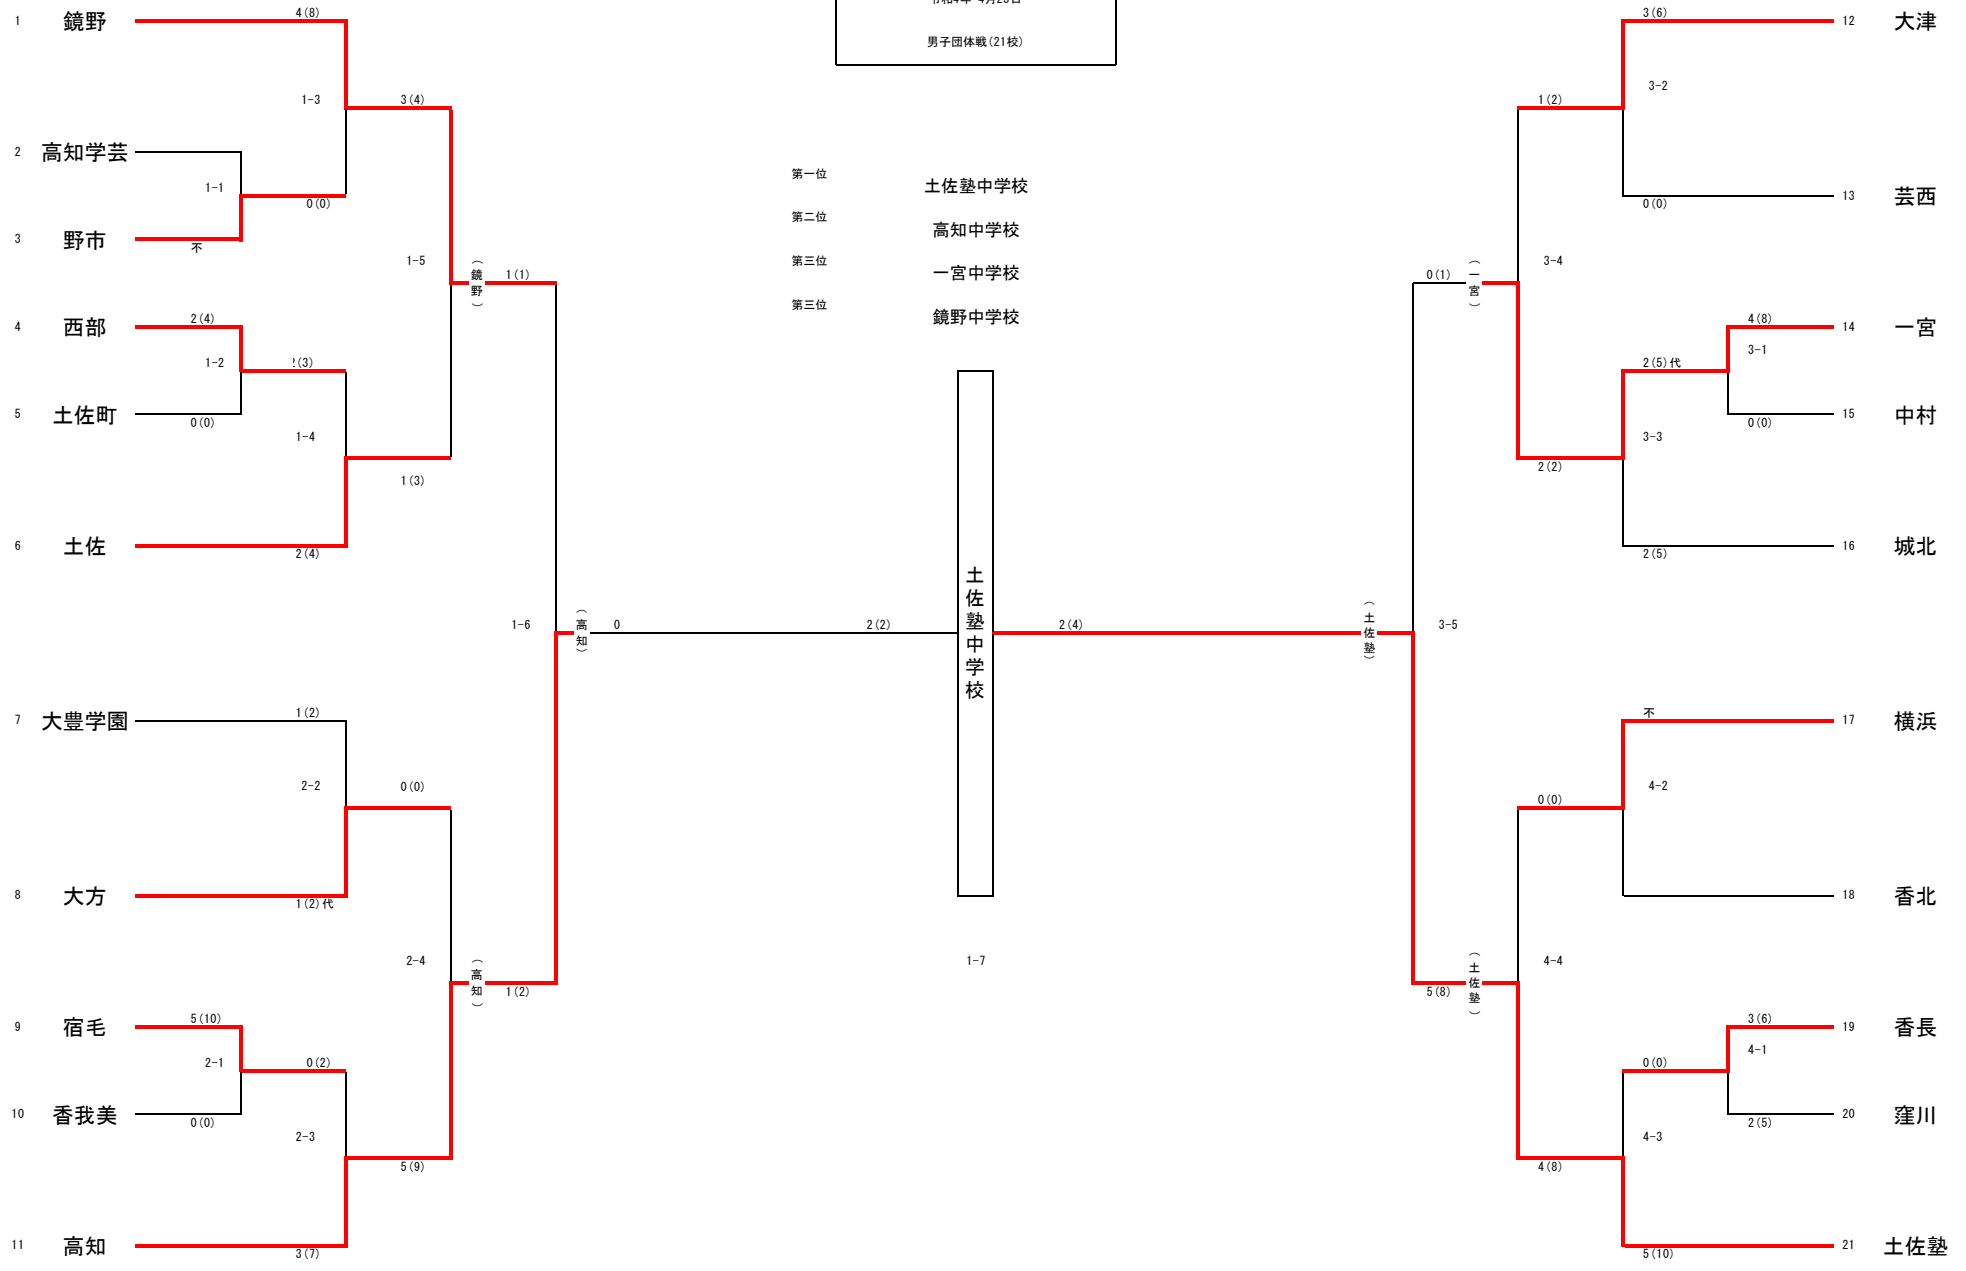 男子団体戦(21校)
1 鏡野 4(8)
1-3
3(4)
2 高知学芸
1-1
0(0)
3 野市
不
1-5
(鏡野)
1(1)
4 西部 2(4)
1-2
(3)
5 土佐町
0(0)
1-4
1(3)
6 土佐
2(4)
1-6
(高知)
0
2(2)
7 大豊学園 1(2)
2-2
0(0)
8 大方
1(2)代
2-4
(高知)
1(2)
9 宿毛 5(10)
2-1
0(2)
10 香我美
0(0)
2-3
5(9)
11 高知
3(7)
第一位 土佐塾中学校
第二位 高知中学校
第三位 一宮中学校
第三位 鏡野中学校
土佐塾中学校
1-7
3(6) 12 大津
3-2
1(2)
13 芸西
0(0)
3-4
(一宮)
0(1)
4(8) 14 一宮
3-1
2(5)代
15 中村
0(0)
3-3
2(2)
16 城北
2(5)
2(4)
(土佐塾)
3-5
不 17 横浜
4-2
0(0)
18 香北
4-4
(土佐塾)
5(8)
3(6) 19 香長
4-1
0(0)
20 窪川
2(5)
4-3
4(8)
21 土佐塾
5(10)